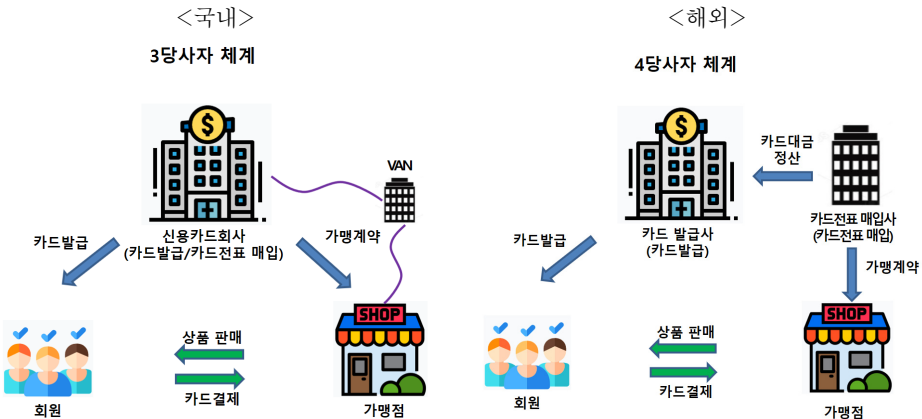 <국내>
3당사자 체계
$
VAN
신용카드회사
(카드발급/카드전표 매입)
카드발급
가맹계약
SHOP
상품 판매
카드결제
회원
가맹점
<해외>
4당사자 체계
$
카드대금
정산
카드 발급사
(카드발급)
카드전표 매입사
(카드전표 매입)
카드발급
가맹계약
SHOP
상품 판매
카드결제
회원
가맹점